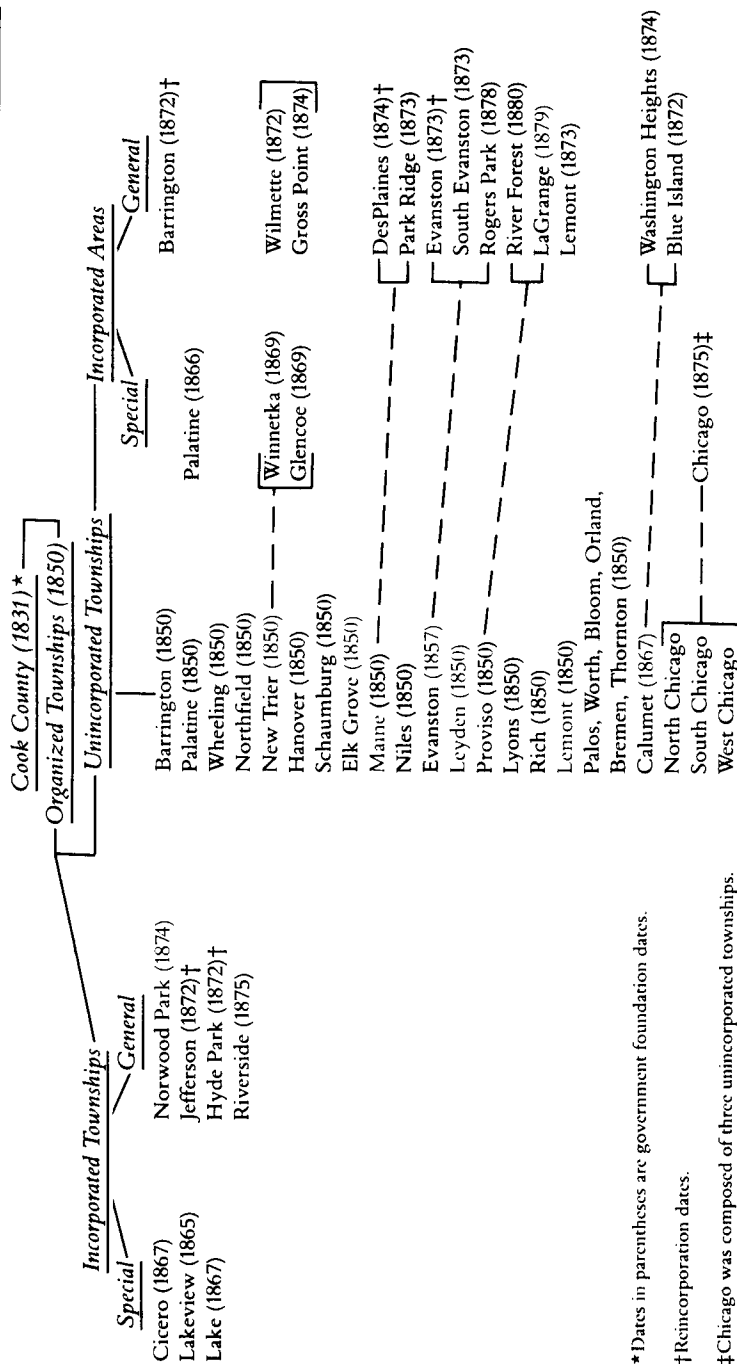 Cook County (1831)*
Organized Townships (1850)
Incorporated Townships
Special
General
Cicero (1867)
Lakeview (1865)
Lake (1867)
Norwood Park (1874)
Jefferson (1872)†
Hyde Park (1872)†
Riverside (1875)
Unincorporated Townships
Barrington (1850)
Palatine (1850)
Wheeling (1850)
Northfield (1850)
New Trier (1850)
Hanover (1850)
Schaumburg (1850)
Elk Grove (1850)
Maine (1850)
Niles (1850)
Evanston (1857)
Leyden (1850)
Proviso (1850)
Lyons (1850)
Rich (1850)
Lemont (1850)
Palos, Worth, Bloom, Orland,
Bremen, Thornton (1850)
Calumet (1867)
North Chicago
South Chicago
West Chicago
Incorporated Areas
Special
General
Palatine (1866)
Winnetka (1869)
Glencoe (1869)
Chicago (1875)‡
Barrington (1872)†
Wilmette (1872)
Gross Point (1874)
DesPlaines (1874)†
Park Ridge (1873)
Evanston (1873)†
South Evanston (1873)
Rogers Park (1878)
River Forest (1880)
LaGrange (1879)
Lemont (1873)
Washington Heights (1874)
Blue Island (1872)
*Dates in parentheses are government foundation dates.
†Reincorporation dates.
‡Chicago was composed of three unincorporated townships.